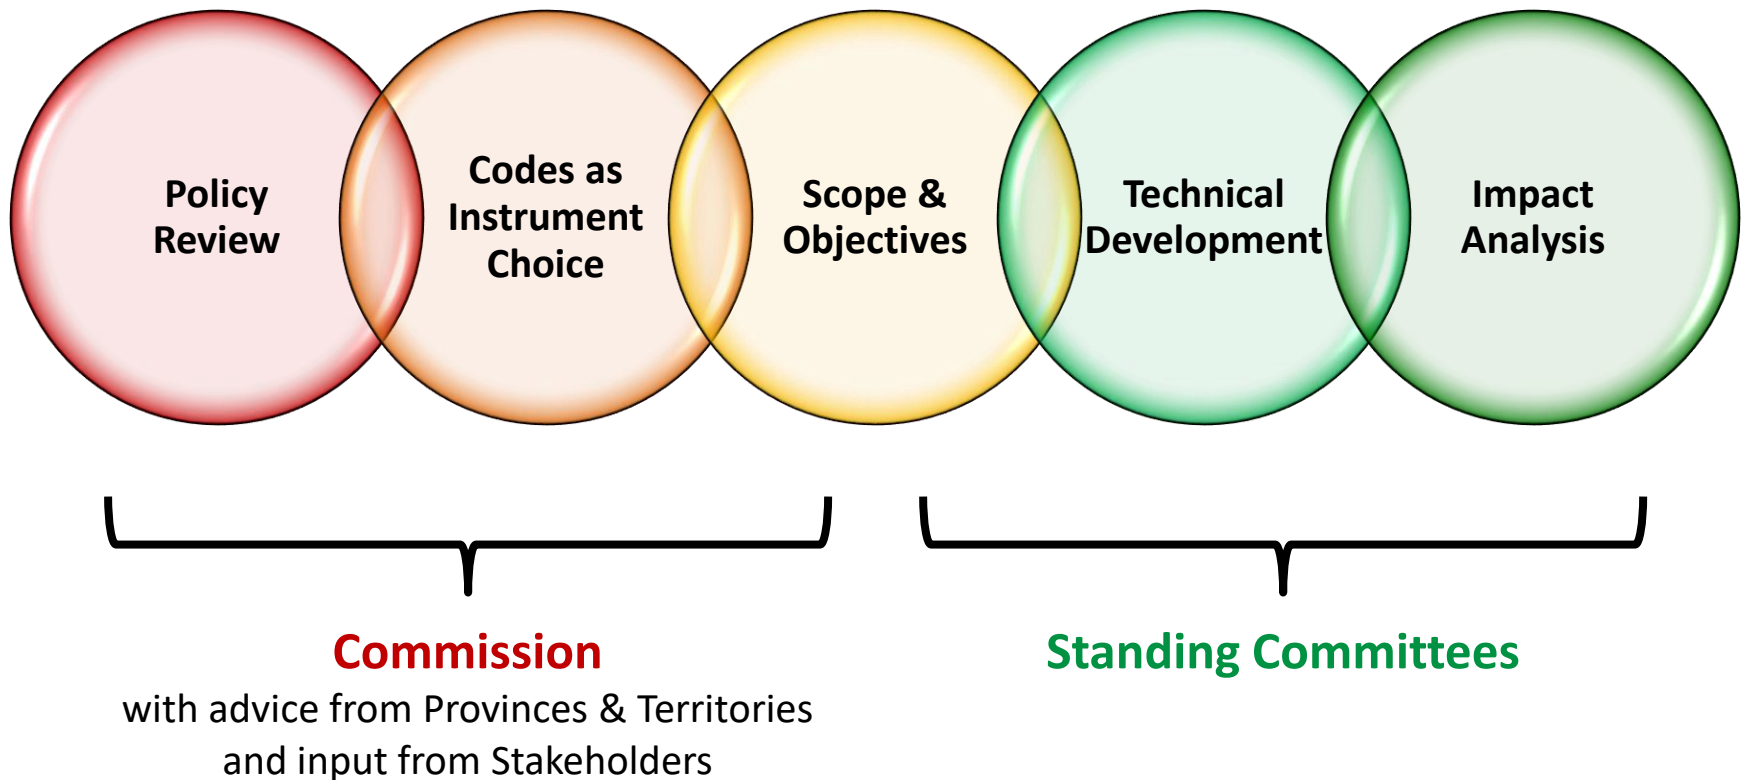 Policy
Review
Codes as
Instrument
Choice
Scope &
Objectives
Technical
Development
Impact
Analysis
Commission
with advice from Provinces & Territories
and input from Stakeholders
Standing Committees